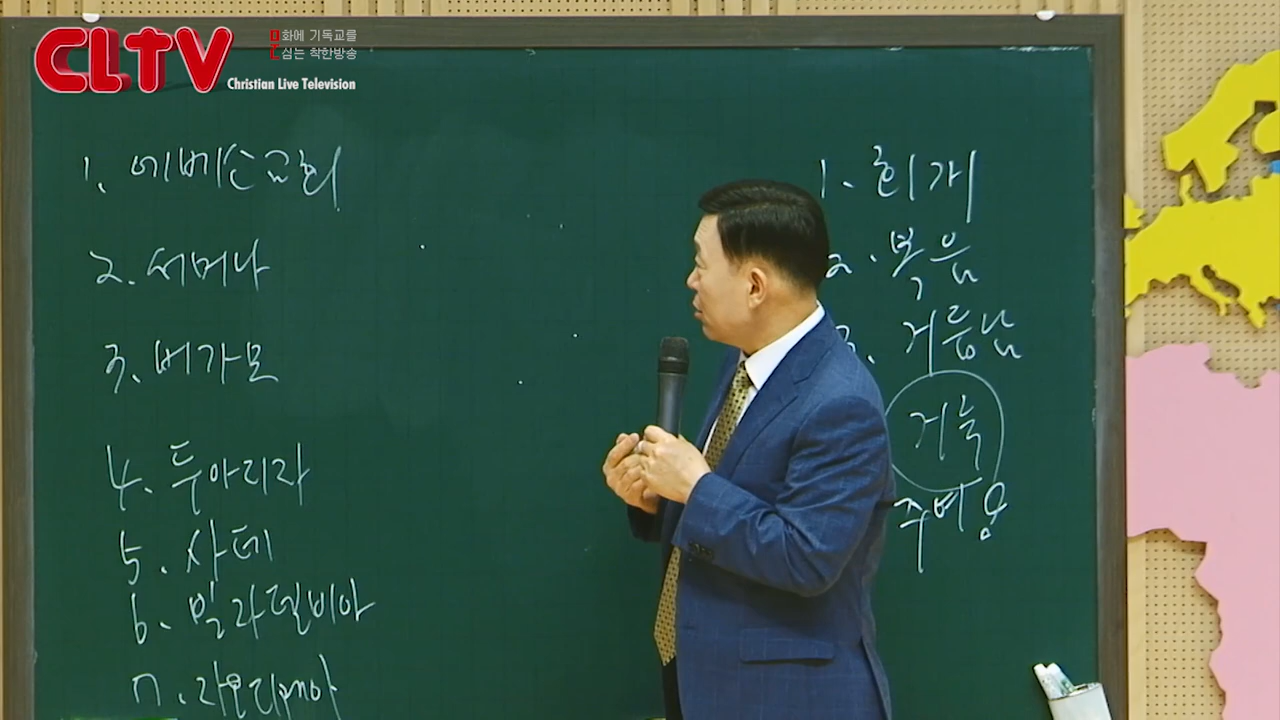 CLTV
문화에 기독교를
심는 착한방송
Christian Live Television
1. 에베소교회
2. 서머나
3. 버가모
4. 두아디라
5. 사데
6. 빌라델비아
7. 라오디게아
1. 회개
2. 복음
3. 거듭남
거룩